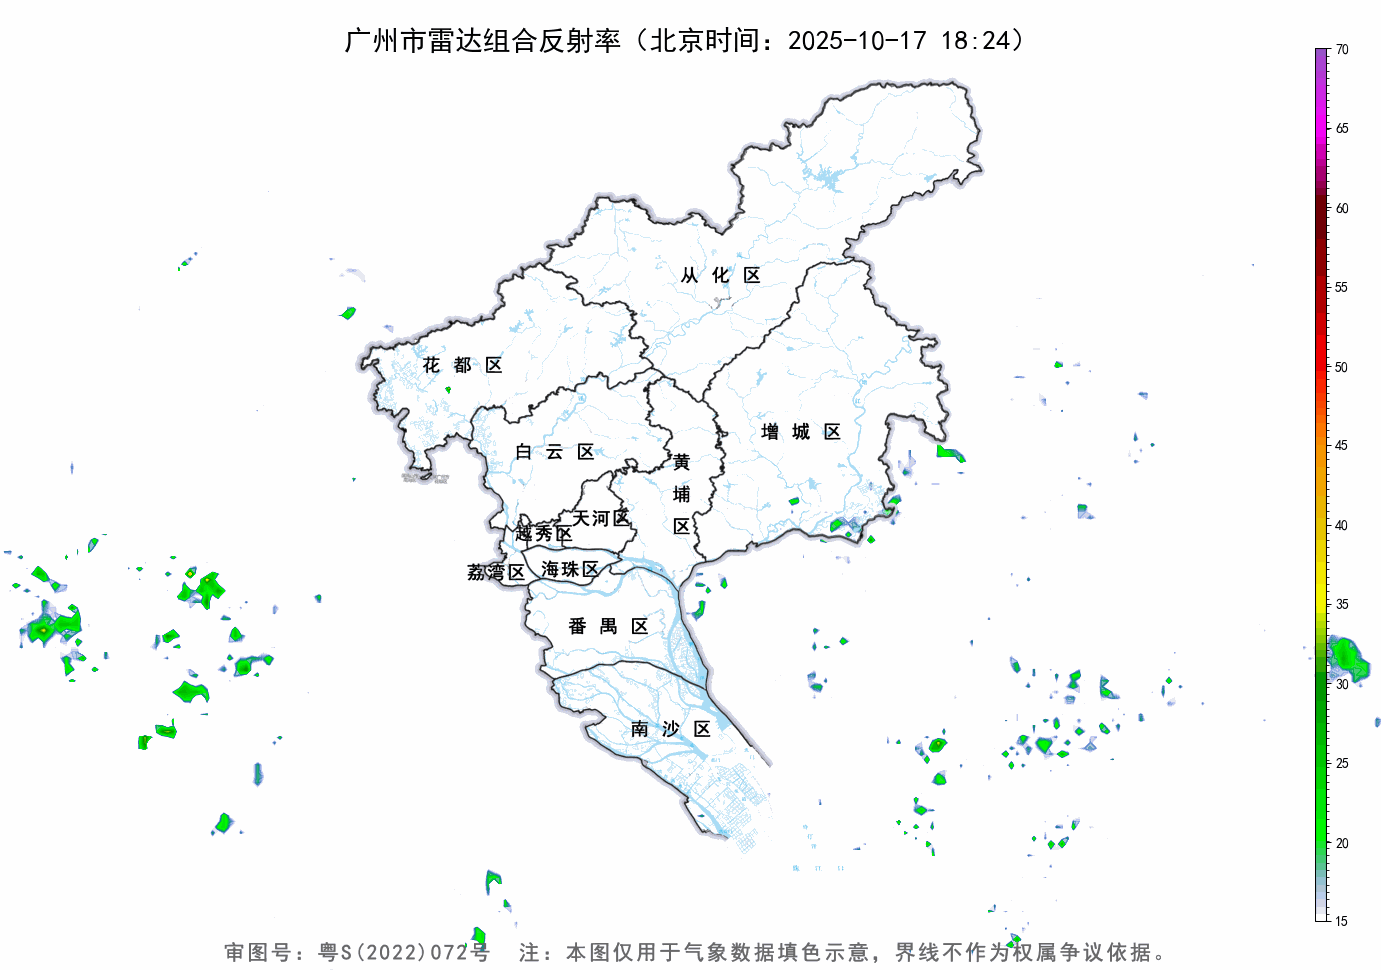 广州市雷达组合反射率（北京时间：2025-10-17 18:24）
70
65
60
55
50
45
40
35
30
25
20
15
从化区
花都区
增城区
白云区
黄埔区
天河区
越秀区
海珠区
荔湾区
番禺区
南沙区
审图号：粤S(2022)072号 注：本图仅用于气象数据填色示意，界线不作为权属争议依据。